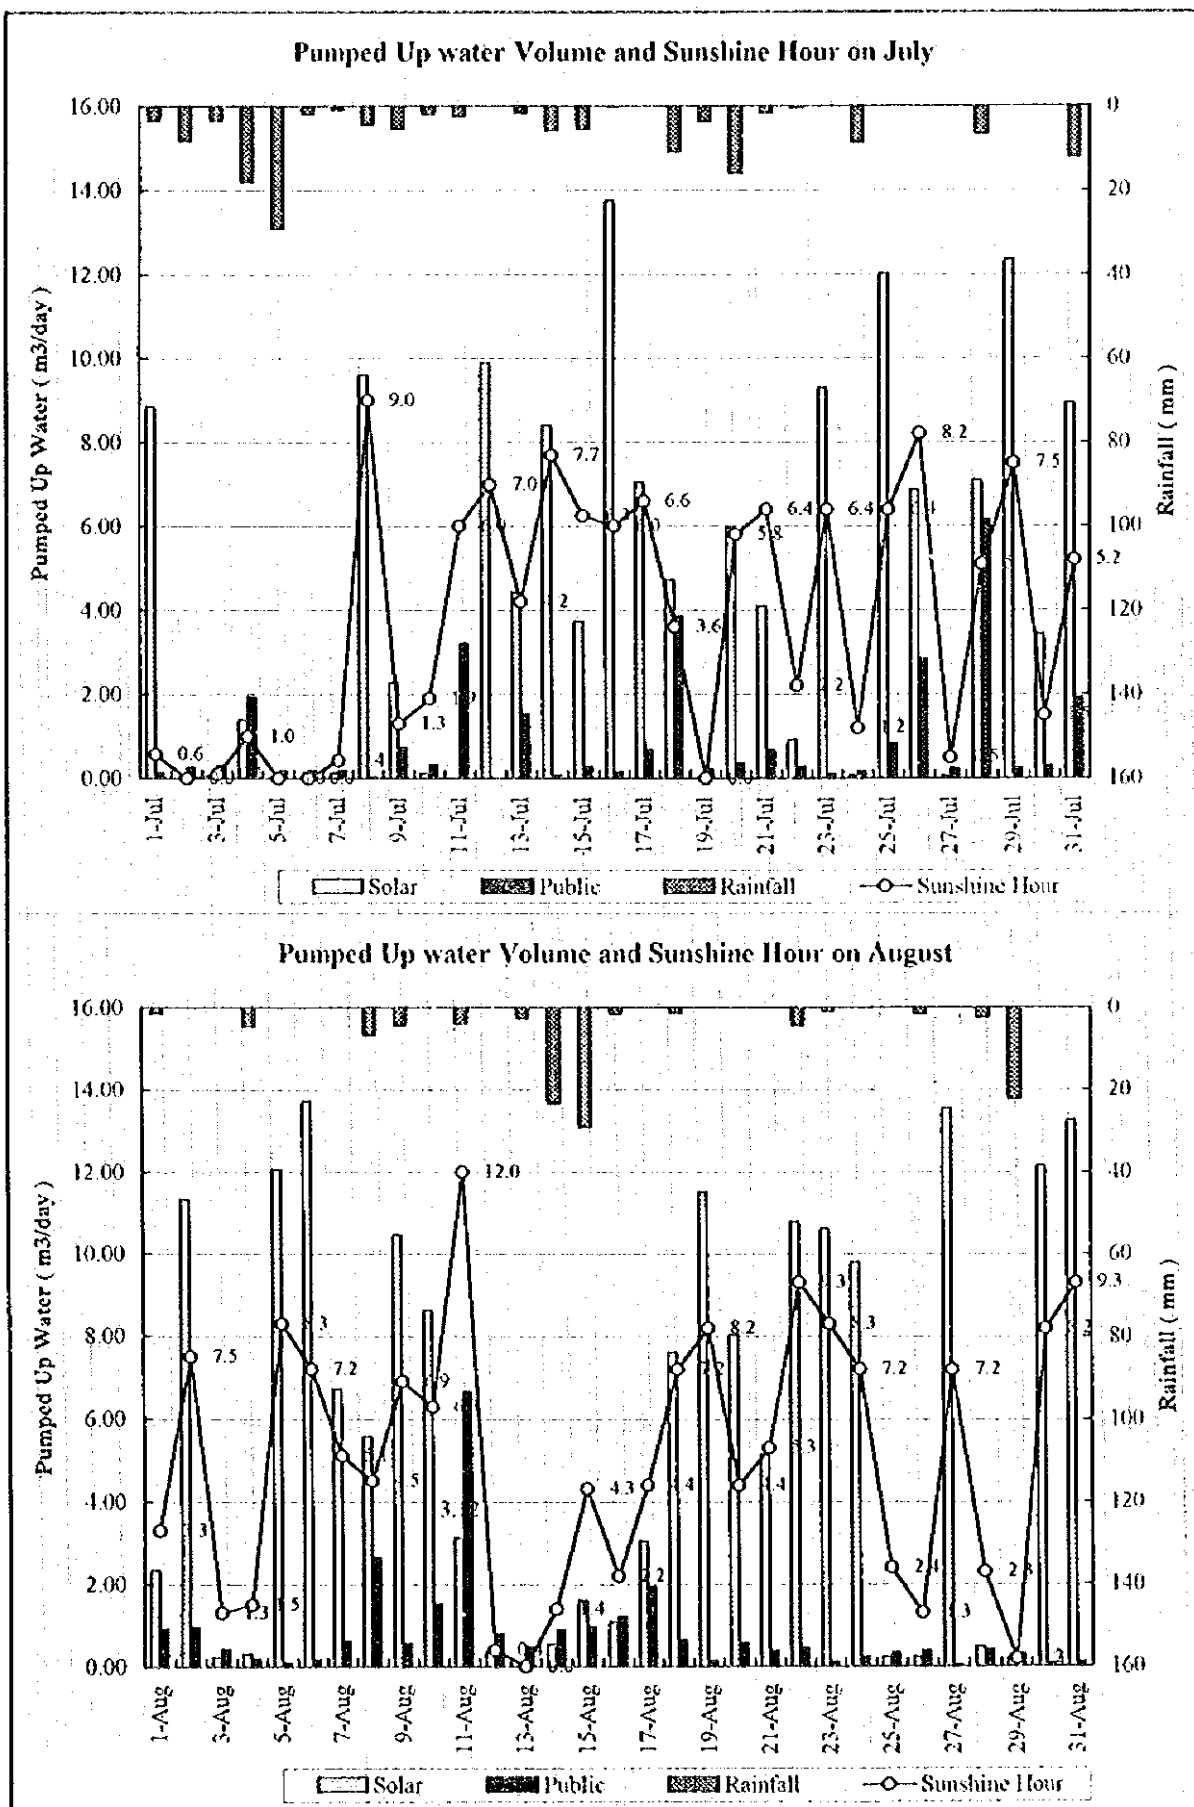 Pumped Up water Volume and Sunshine Hour on July
16.00
14.00
12.00
10.00
8.00
6.00
4.00
2.00
0.00
Pumped Up Water ( m3/day)
0
20
40
60
80
100
120
140
160
Rainfall ( mm )
0.6
1.0
9.0
1.3
7.0
7.7
6.6
3.6
5.8
6.4
6.4
8.2
7.5
5.2
1-Jul
3-Jul
5-Jul
7-Jul
9-Jul
11-Jul
13-Jul
15-Jul
17-Jul
19-Jul
21-Jul
23-Jul
25-Jul
27-Jul
29-Jul
31-Jul
Solar Public Rainfall Sunshine Hour
Pumped Up water Volume and Sunshine Hour on August
16.00
14.00
12.00
10.00
8.00
6.00
4.00
2.00
0.00
Pumped Up Water ( m3/day)
0
20
40
60
80
100
120
140
160
Rainfall ( mm )
7.5
1.3
1.5
7.2
12.0
4.3
2.2
8.2
7.2
2.4
7.2
2.3
9.3
1-Aug
3-Aug
5-Aug
7-Aug
9-Aug
11-Aug
13-Aug
15-Aug
17-Aug
19-Aug
21-Aug
23-Aug
25-Aug
27-Aug
29-Aug
31-Aug
Solar Public Rainfall Sunshine Hour